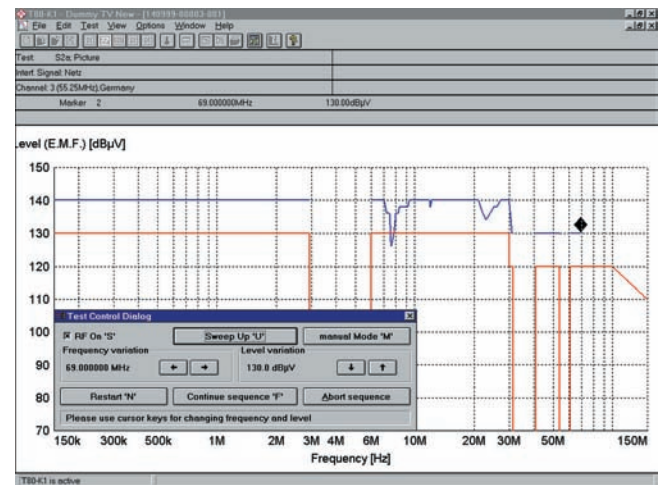 T80-K1 - Dummy TV New - [149999-00003-001]
File Edit Test View Options Window Help
Test S2a: Picture
Interf. Signal: Netz
Channel: 3 (55.25MHz),Germany
Marker 2 69.000000MHz 130.00dBµV
Level (E.M.F.) [dBµV]
150
140
130
120
110
100
90
80
70
Test Control Dialog
RF On 'S' Sweep Up 'U' manual Mode 'M'
Frequency variation Level variation
69.000000 MHz 130.0 dBµV
Restart 'N' Continue sequence 'F' Abort sequence
Please use cursor keys for changing frequency and level
150k 300k 500k 1M 2M 3M 4M 6M 10M 20M 30M 50M 150M
Frequency [Hz]
T80-K1 is active